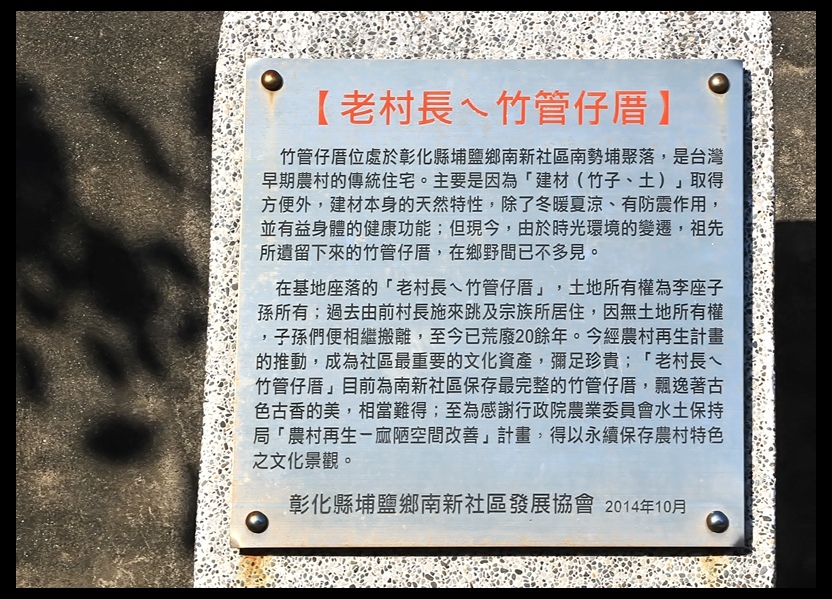 【老村長ㄟ竹管仔厝】
竹管仔厝位處於彰化縣埔鹽鄉南新社區南勢埔聚落，是台灣
早期農村的傳統住宅。主要是因為「建材（竹子、土）」取得
方便外，建材本身的天然特性，除了冬暖夏涼、有防震作用，
並有益身體的健康功能；但現今，由於時光環境的變遷，祖先
所遺留下來的竹管仔厝，在鄉野間已不多見。
在基地座落的「老村長ㄟ竹管仔厝」，土地所有權為李座子
孫所有；過去由前村長施來跳及宗族所居住，因無土地所有權
，子孫們便相繼搬離，至今已荒廢20餘年。今經農村再生計畫
的推動，成為社區最重要的文化資產，彌足珍貴；「老村長ㄟ
竹管仔厝」目前為南新社區保存最完整的竹管仔厝，飄逸著古
色古香的美，相當難得；至為感謝行政院農業委員會水土保持
局「農村再生－窳陋空間改善」計畫，得以永續保存農村特色
之文化景觀。
彰化縣埔鹽鄉南新社區發展協會 2014年10月